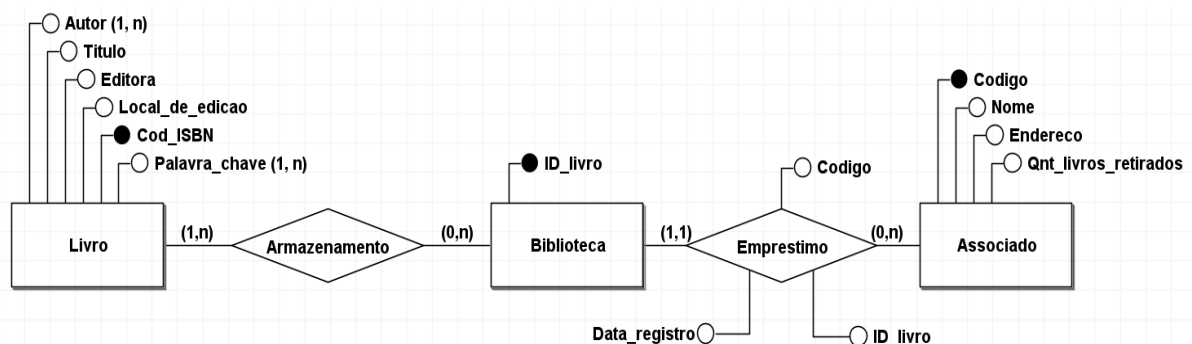 Autor (1, n)
Titulo
Editora
Local_de_edicao
Cod_ISBN
Palavra_chave (1, n)
Livro
(1,n)
Armazenamento
(0,n)
ID_livro
Biblioteca
(1,1)
Codigo
Emprestimo
Data_registro
ID_livro
(0,n)
Codigo
Nome
Endereco
Qnt_livros_retirados
Associado